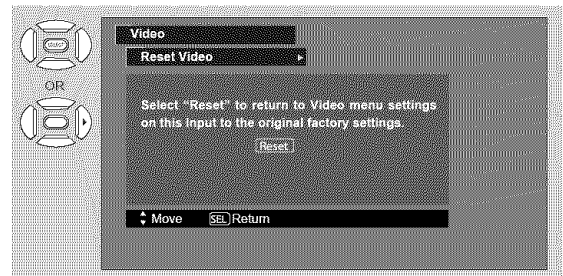 SELECT
OR
Video
Reset Video
Select “Reset” to return to Video menu settings
on this Input to the original factory settings.
Reset
Move SEL Return